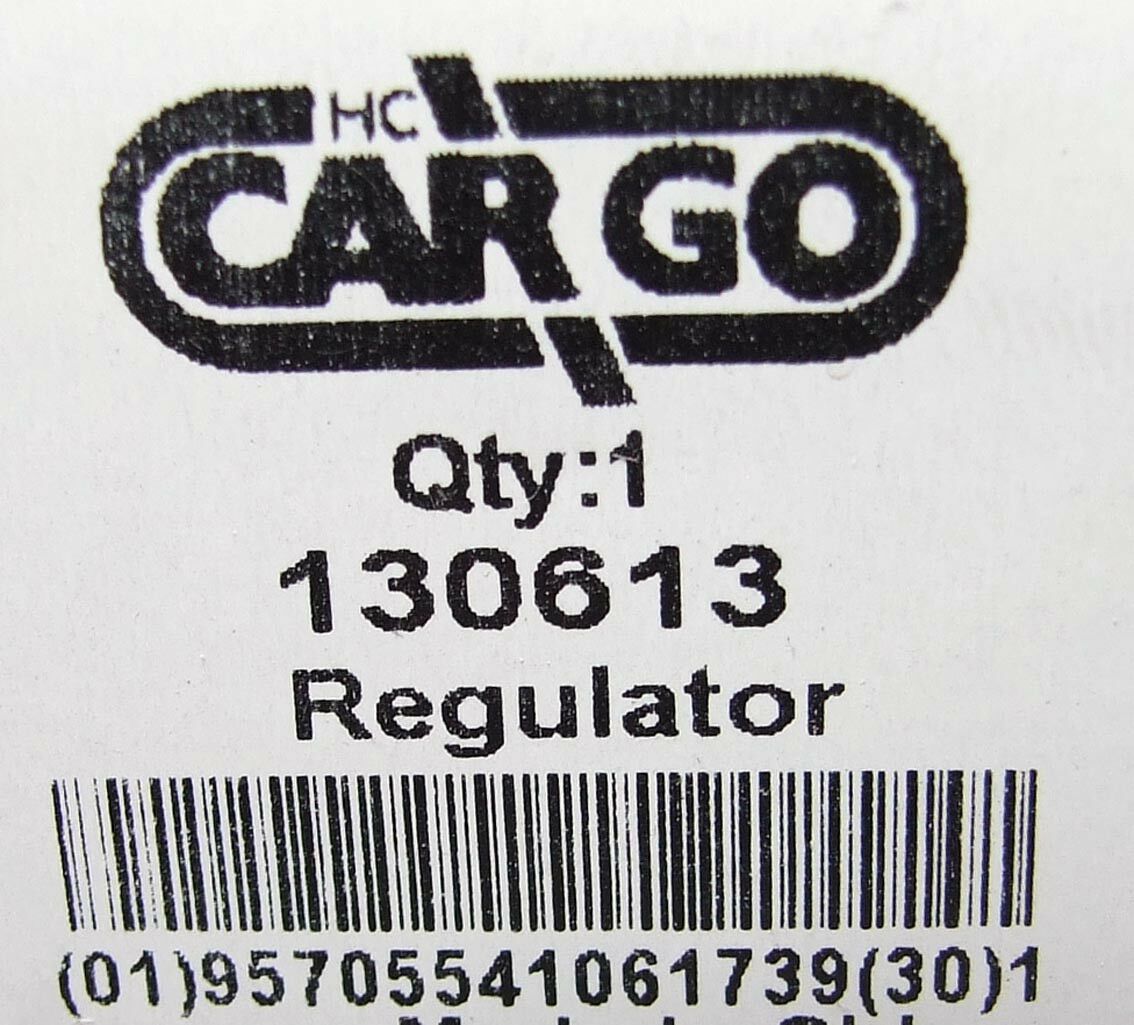 HC
CARGO
Qty:1
130613
Regulator
(01)95705541061739(30)1